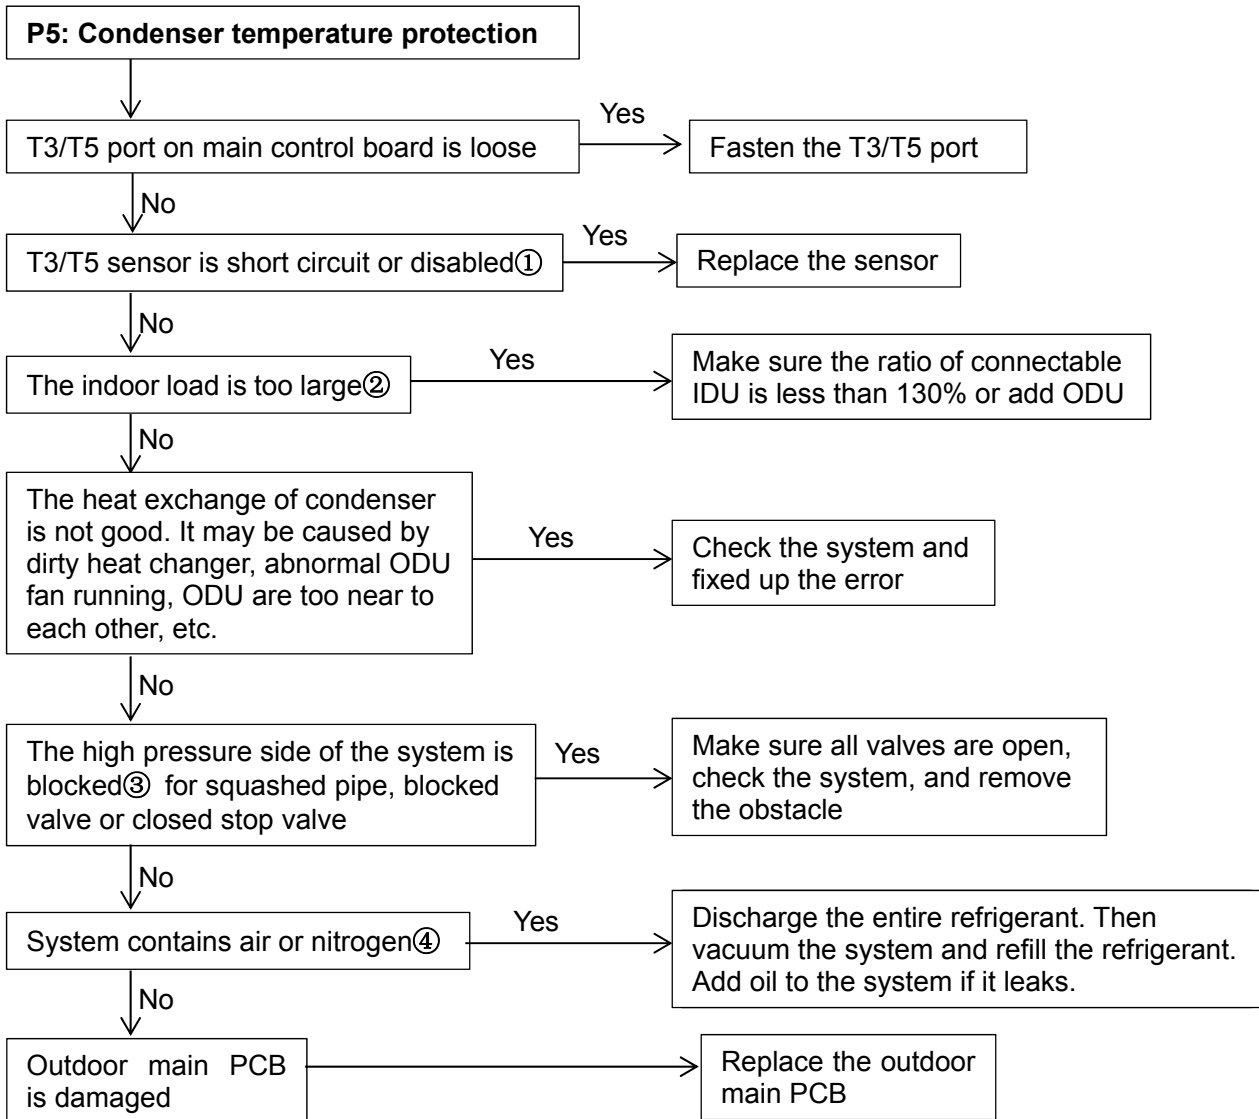 P5: Condenser temperature protection
Yes
T3/T5 port on main control board is loose
Fasten the T3/T5 port
No
Yes
T3/T5 sensor is short circuit or disabled①
Replace the sensor
No
Yes
The indoor load is too large②
Make sure the ratio of connectable
IDU is less than 130% or add ODU
No
The heat exchange of condenser
is not good. It may be caused by
dirty heat changer, abnormal ODU
fan running, ODU are too near to
each other, etc.
Yes
Check the system and
fixed up the error
No
The high pressure side of the system is
blocked③ for squashed pipe, blocked
valve or closed stop valve
Yes
Make sure all valves are open,
check the system, and remove
the obstacle
No
System contains air or nitrogen④
Yes
Discharge the entire refrigerant. Then
vacuum the system and refill the refrigerant.
Add oil to the system if it leaks.
No
Outdoor main PCB
is damaged
Replace the outdoor
main PCB